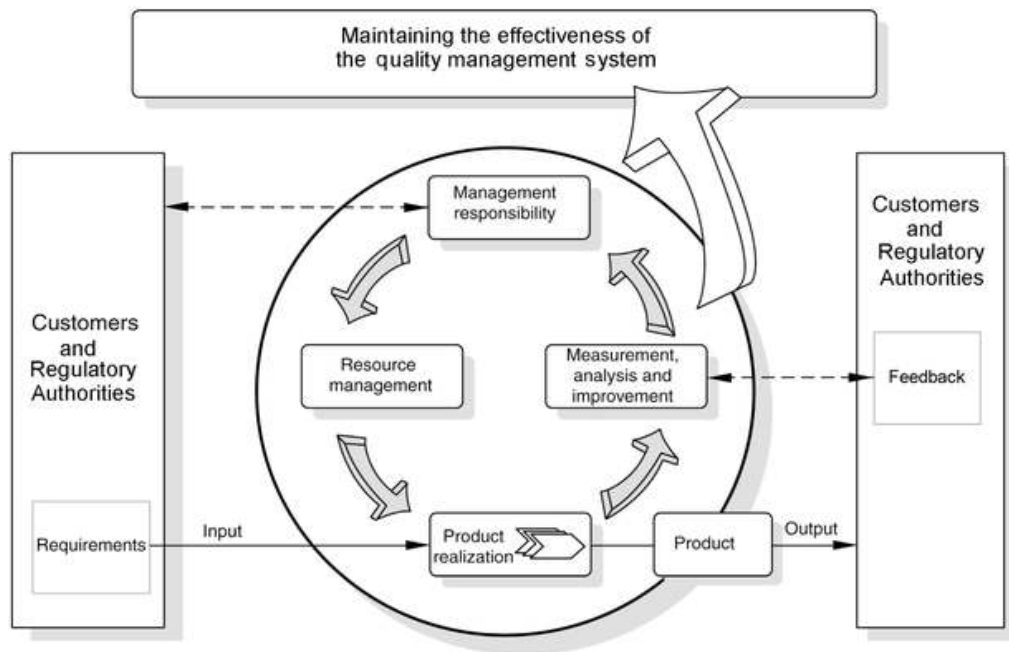 Maintaining the effectiveness of
the quality management system
Management
responsibility
Customers
and
Regulatory
Authorities
Customers
and
Regulatory
Authorities
Resource
management
Measurement,
analysis and
improvement
Feedback
Requirements
Input
Product
realization
Product
Output